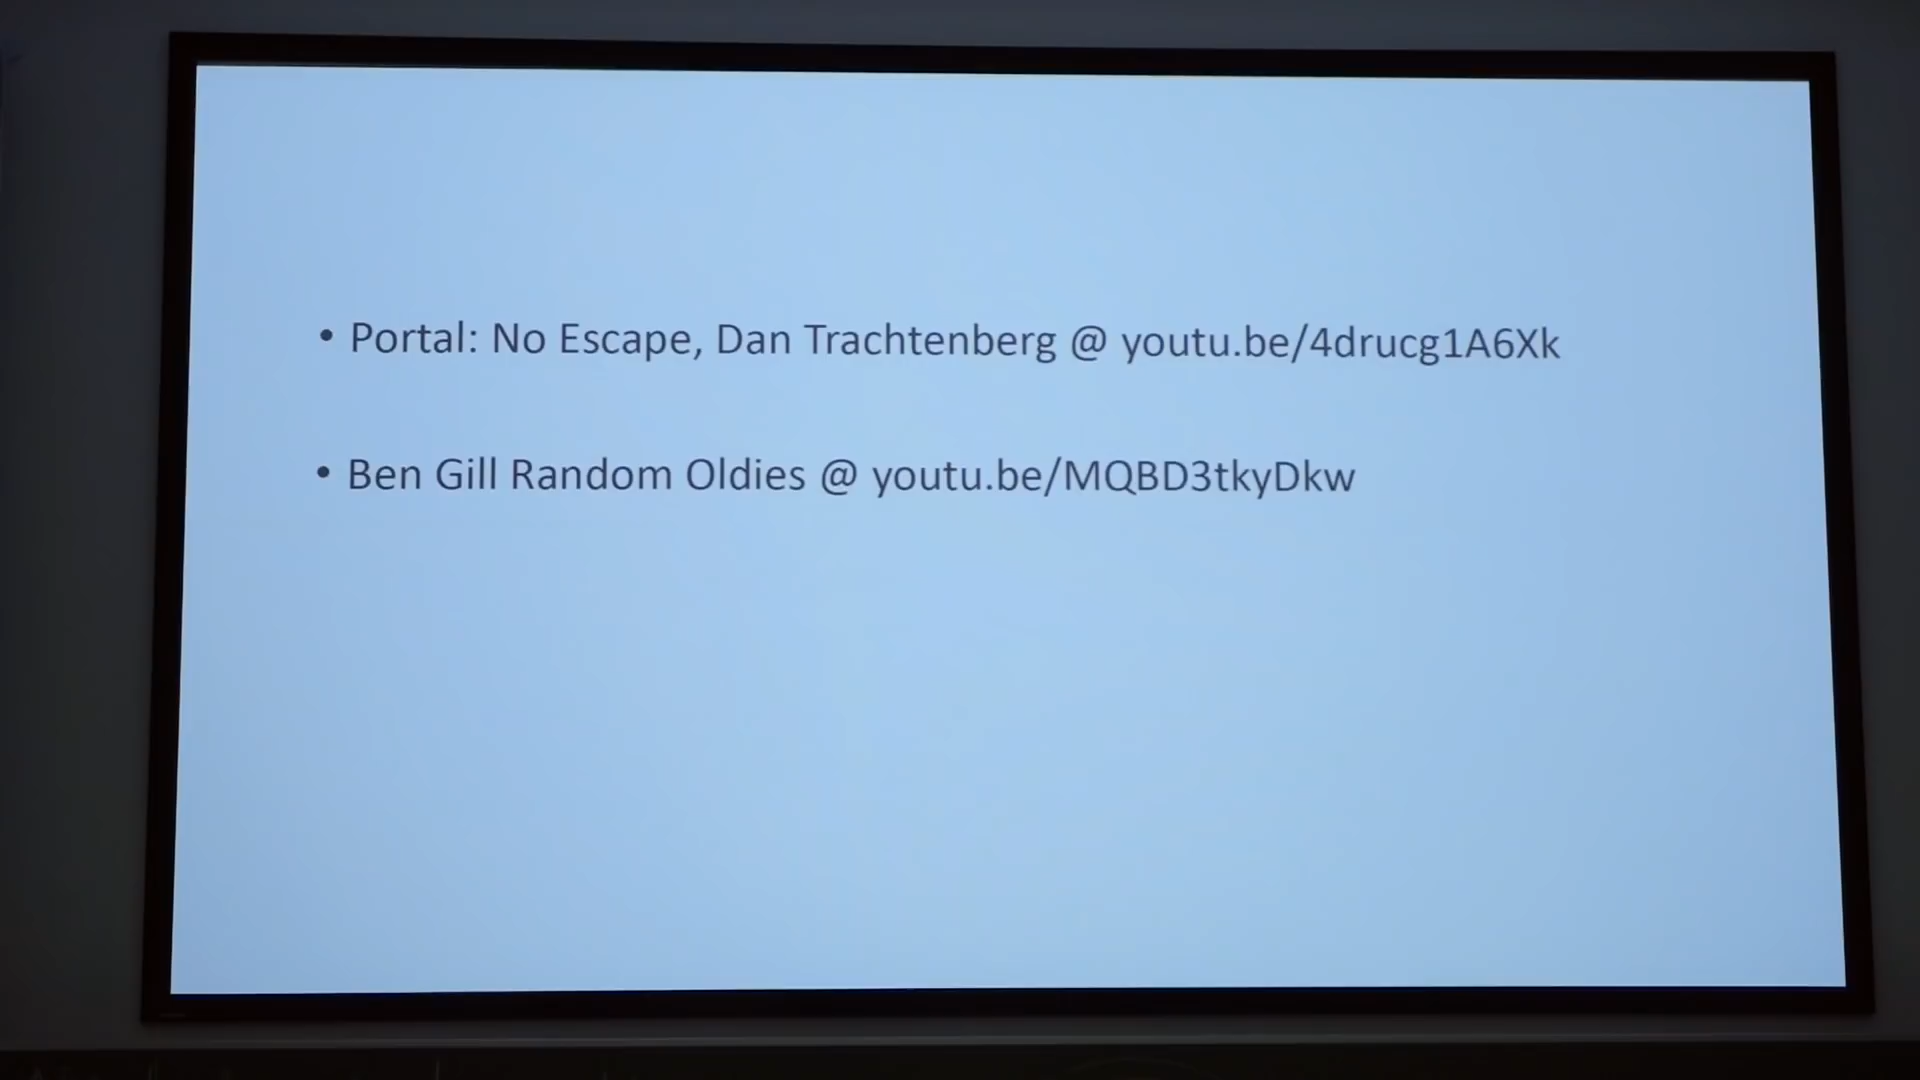 • Portal: No Escape, Dan Trachtenberg @ youtu.be/4drucg1A6Xk
• Ben Gill Random Oldies @ youtu.be/MQBD3tkyDkw